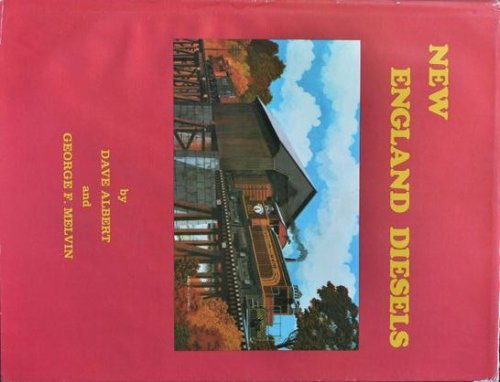 NEW
ENGLAND DIESELS
by
DAVE ALBERT
and
GEORGE F. MELVIN